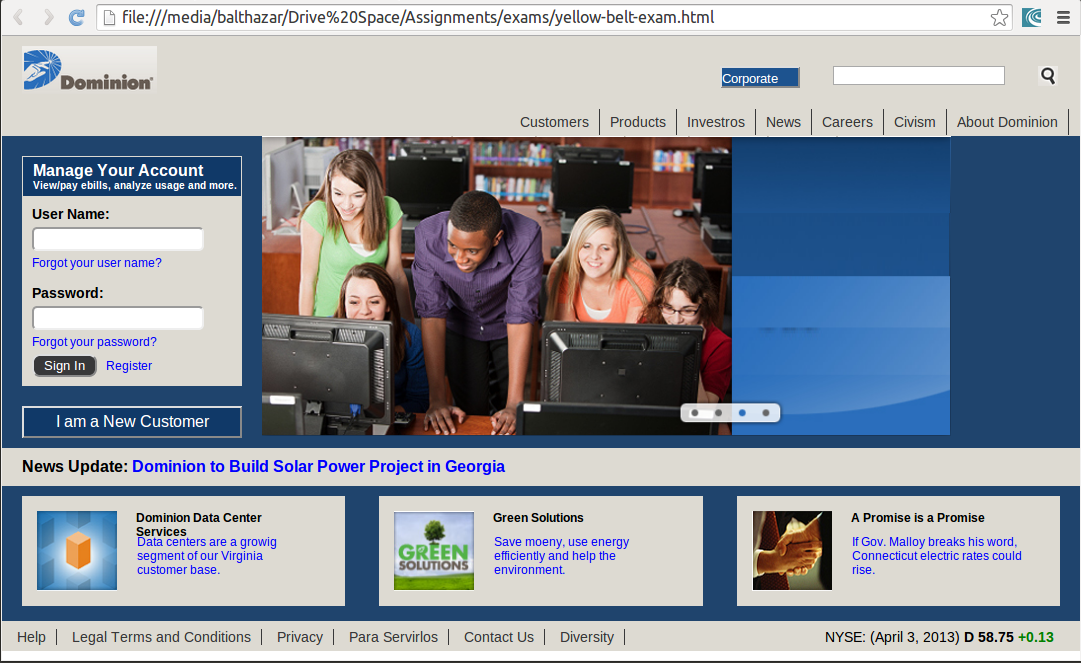 file:///media/balthazar/Drive%20Space/Assignments/exams/yellow-belt-exam.html
Dominion®
Corporate
Customers Products Investros News Careers Civism About Dominion
Manage Your Account
View/pay ebills, analyze usage and more.
User Name:
Forgot your user name?
Password:
Forgot your password?
Sign In Register
I am a New Customer
News Update: Dominion to Build Solar Power Project in Georgia
Dominion Data Center
Services
Data centers are a growig
segment of our Virginia
customer base.
GREEN
SOLUTIONS
Green Solutions
Save moeny, use energy
efficiently and help the
environment.
A Promise is a Promise
If Gov. Malloy breaks his word,
Connecticut electric rates could
rise.
Help Legal Terms and Conditions Privacy Para Servirlos Contact Us Diversity NYSE: (April 3, 2013) D 58.75 +0.13